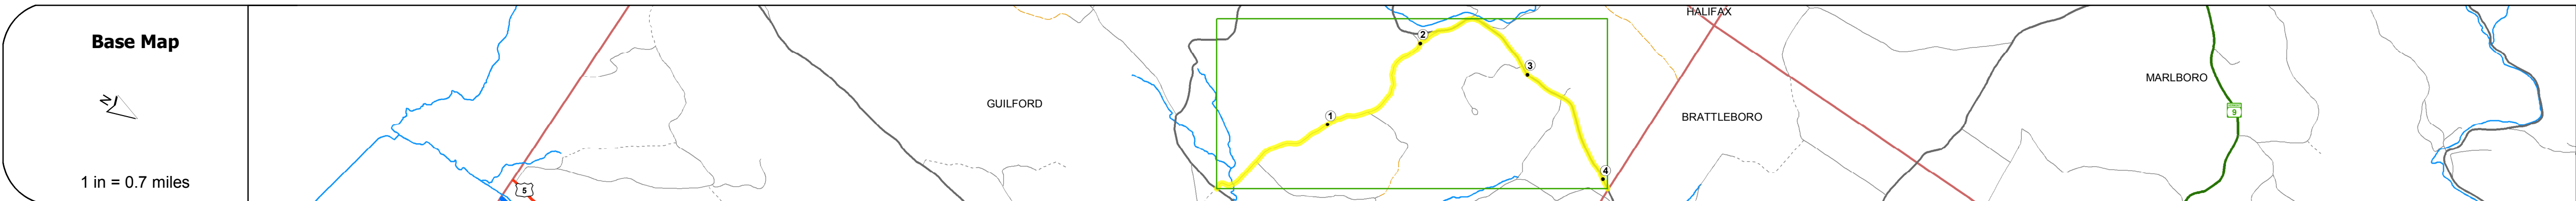 Base Map
N
1 in = 0.7 miles
5
GUILFORD
1
2
3
4
HALIFAX
BRATTLEBORO
MARLBORO
9